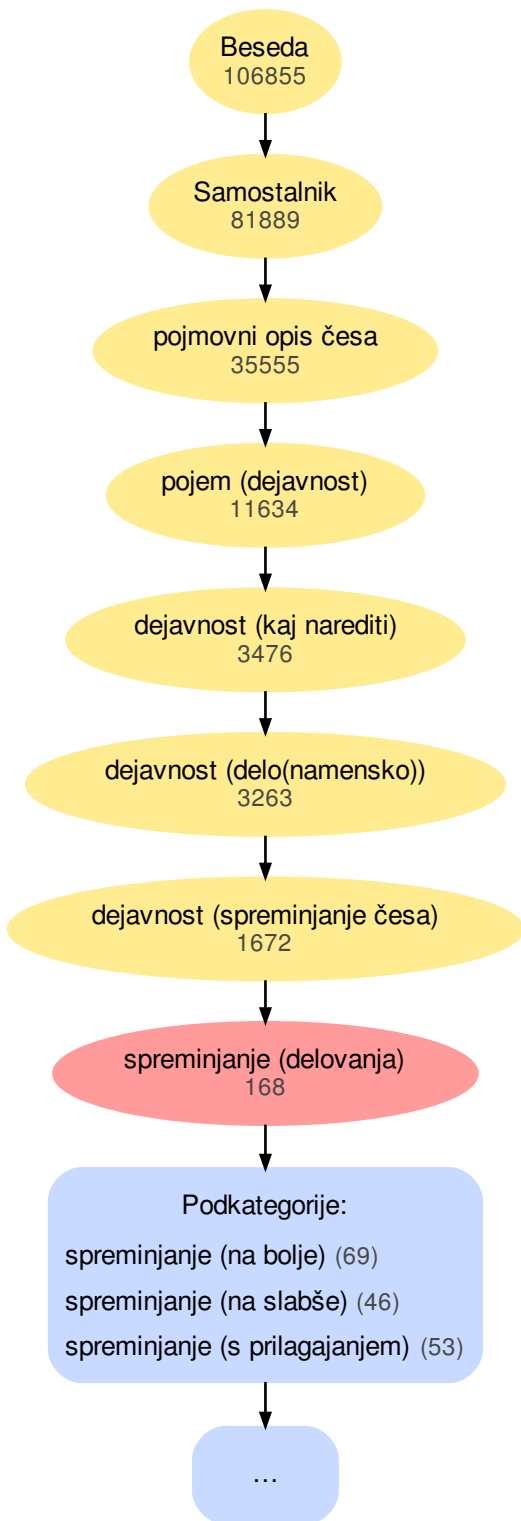 Beseda
106855
Samostalnik
81889
pojmovni opis česa
35555
pojem (dejavnost)
11634
dejavnost (kaj narediti)
3476
dejavnost (delo(namensko))
3263
dejavnost (spreminjanje česa)
1672
spreminjanje (delovanja)
168
Podkategorije:
spreminjanje (na bolje) (69)
spreminjanje (na slabše) (46)
spreminjanje (s prilagajanjem) (53)
...